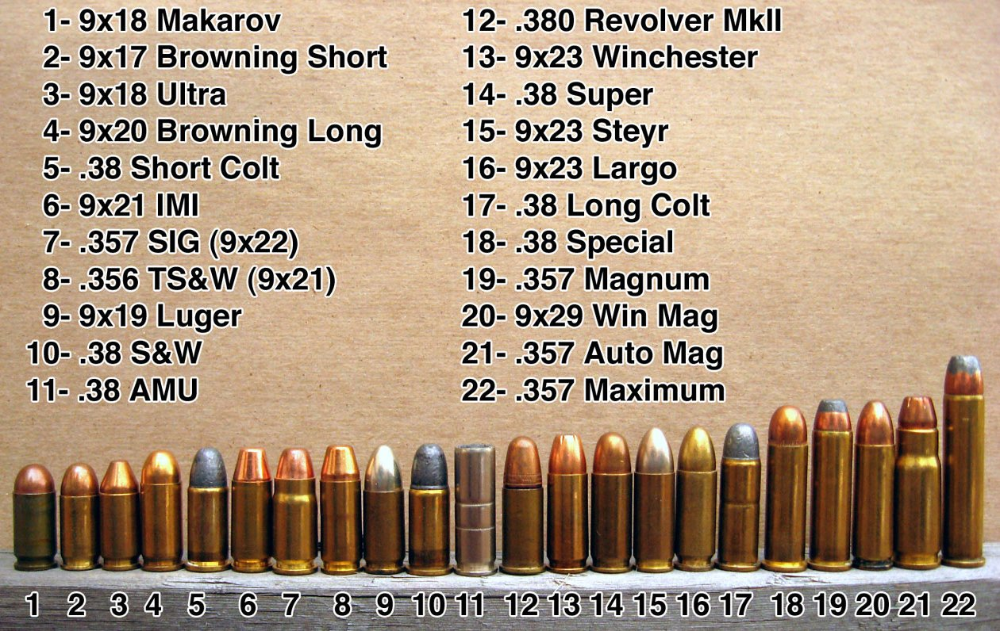 1- 9x18 Makarov
2- 9x17 Browning Short
3- 9x18 Ultra
4- 9x20 Browning Long
5- .38 Short Colt
6- 9x21 IMI
7- .357 SIG (9x22)
8- .356 TS&W (9x21)
9- 9x19 Luger
10- .38 S&W
11- .38 AMU
12- .380 Revolver MkII
13- 9x23 Winchester
14- .38 Super
15- 9x23 Steyr
16- 9x23 Largo
17- .38 Long Colt
18- .38 Special
19- .357 Magnum
20- 9x29 Win Mag
21- .357 Auto Mag
22- .357 Maximum
1 2 3 4 5 6 7 8 9 10 11 12 13 14 15 16 17 18 19 20 21 22